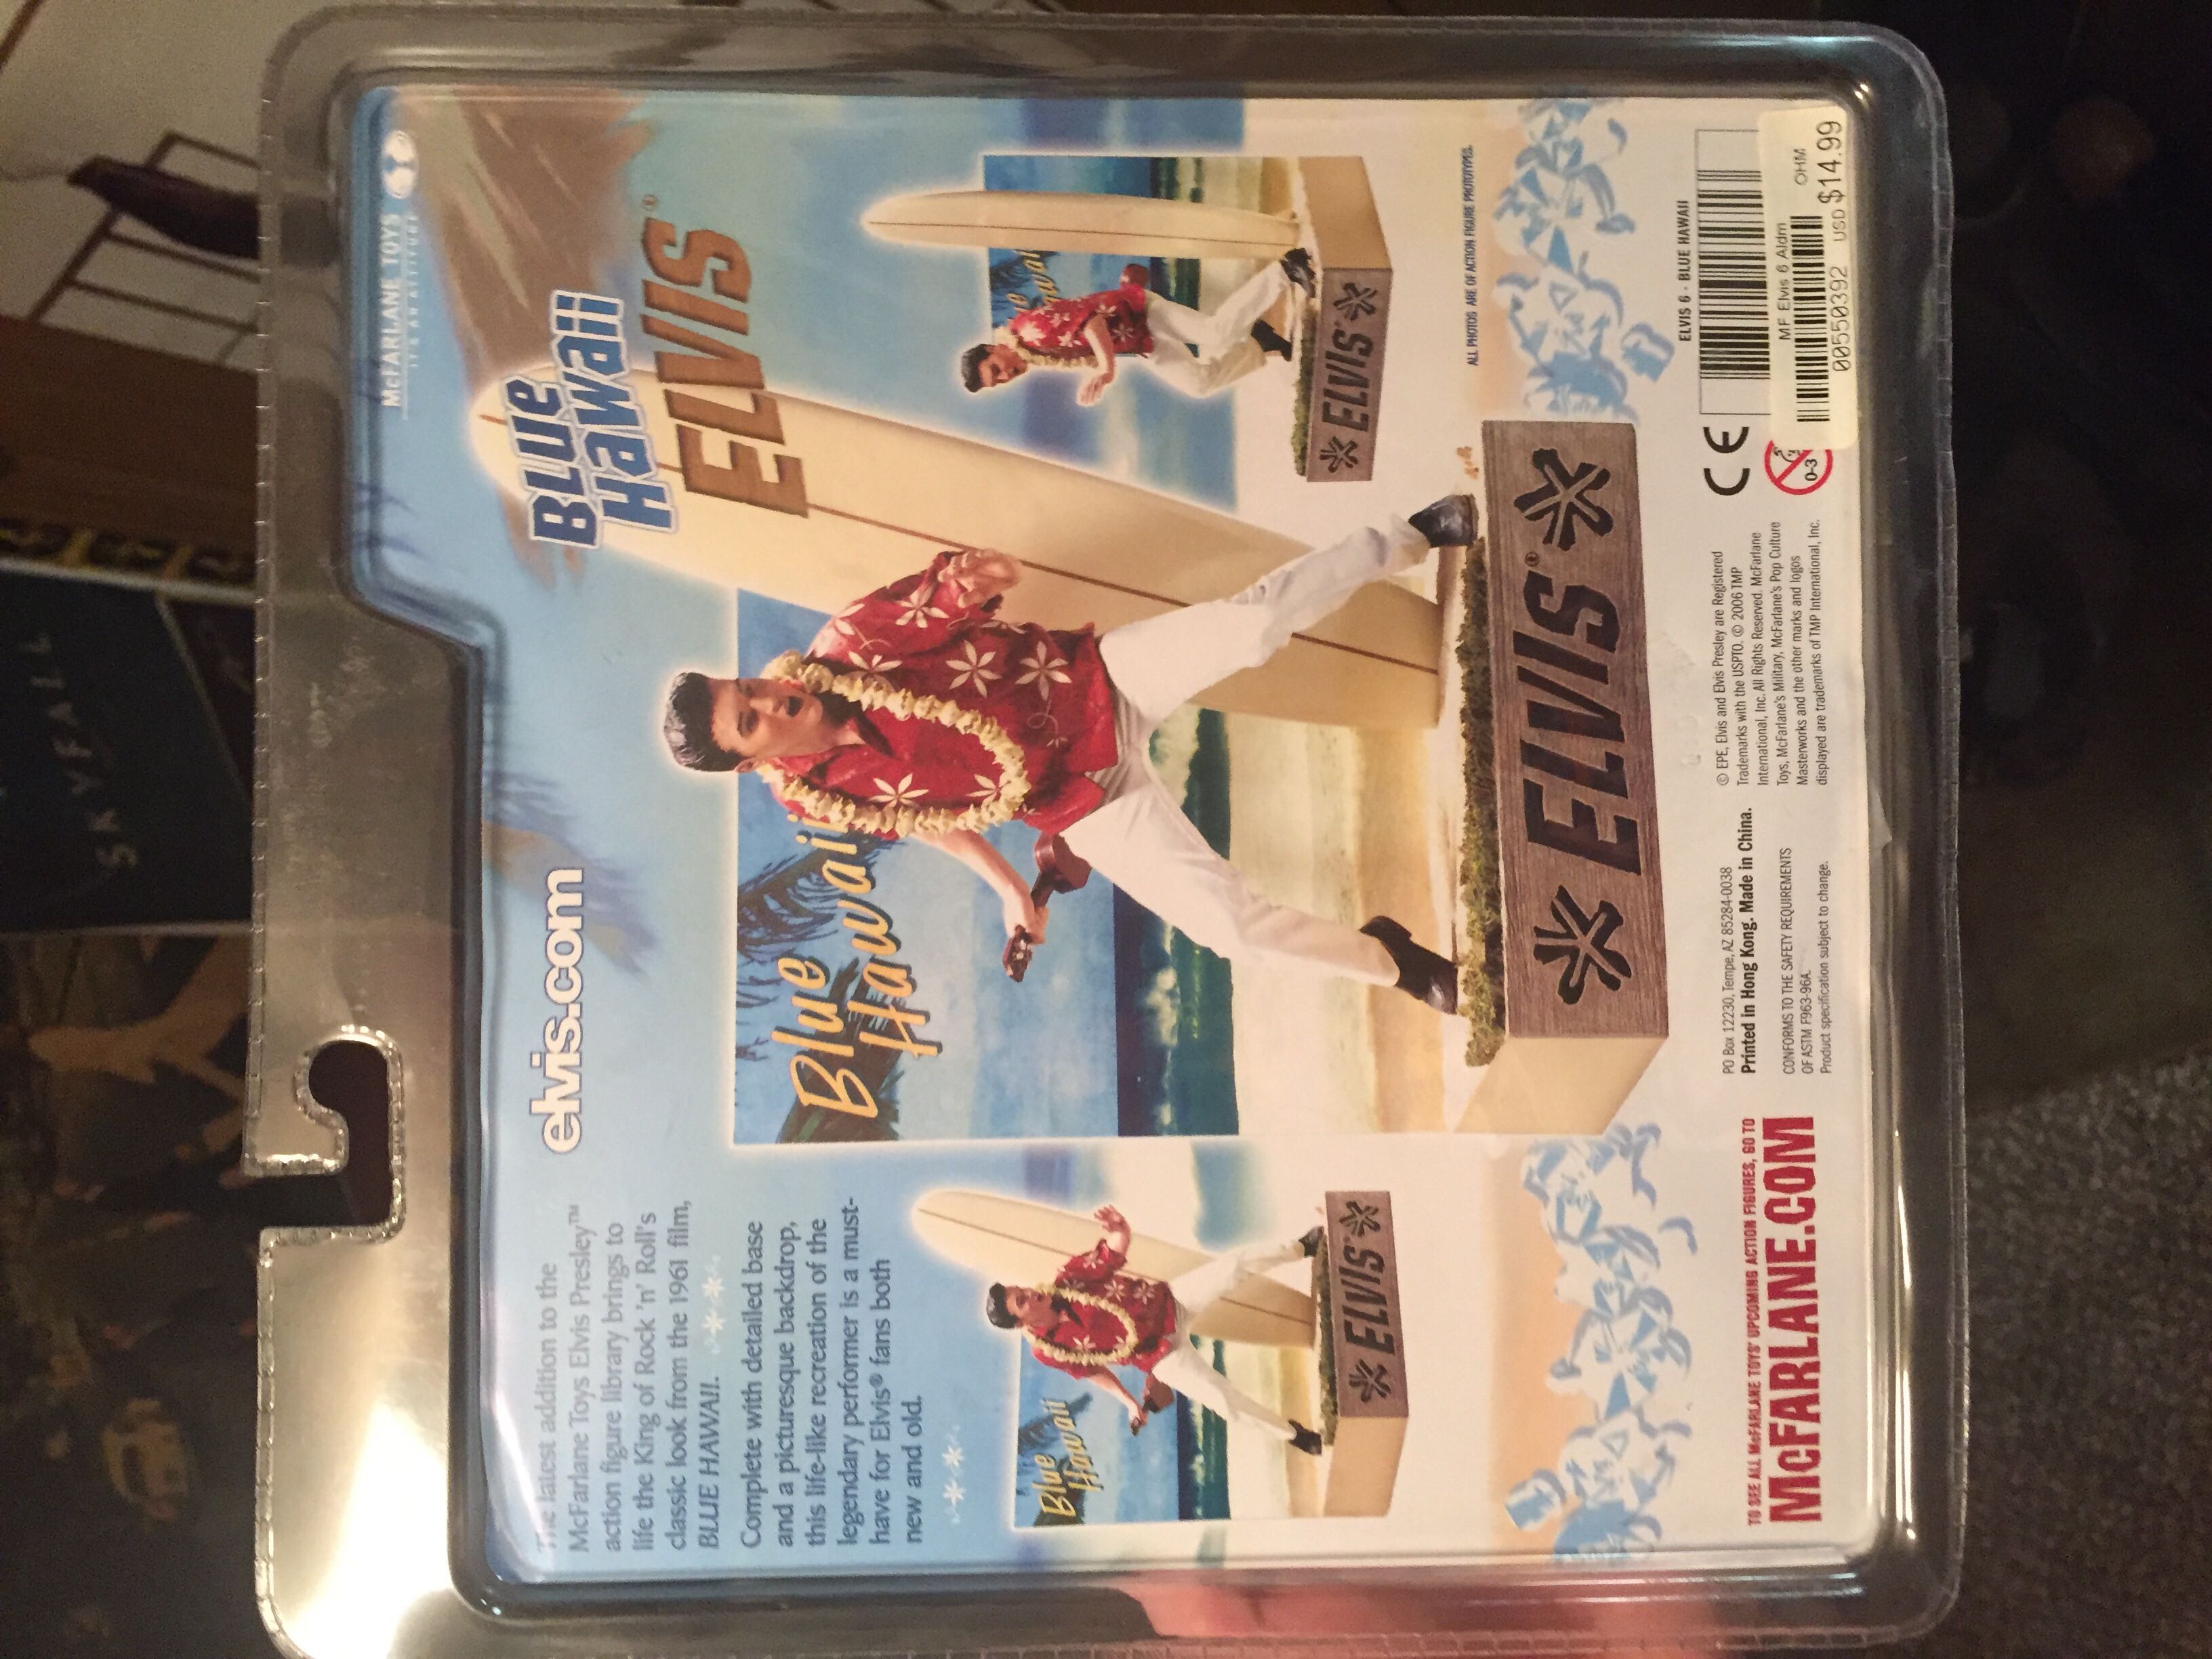 McFARLANE TOYS
The latest addition to the
McFarlane Toys Elvis Presley™
action figure library brings to
life the King of Rock 'n' Roll's
classic look from the 1961 film,
BLUE HAWAII.
Complete with detailed base
and a picturesque backdrop,
this life-like recreation of the
legendary performer is a must-
have for Elvis® fans both
new and old.
elvis.com
BLUE
HAWAII
ELVIS®
Blue
Hawaii
ELVIS®
Blue
Hawaii
ELVIS®
ELVIS®
ALL PHOTOS ARE OF ACTION FIGURE PROTOTYPES.
TO SEE ALL McFARLANE TOYS' UPCOMING ACTION FIGURES, GO TO
McFARLANE.COM
PO Box 12230, Tempe, AZ 85284-0038
Printed in Hong Kong. Made in China.
CONFORMS TO THE SAFETY REQUIREMENTS
OF ASTM F963-96A.
Product specification subject to change.
© EPE, Elvis and Elvis Presley are Registered
Trademarks with the USPTO. © 2006 TMP
International, Inc. All Rights Reserved. McFarlane
Toys, McFarlane's Military, McFarlane's Pop Culture
Masterworks and the other marks and logos
displayed are trademarks of TMP International, Inc.
CE
0-3
ELVIS 6 - BLUE HAWAII
MF Elvis 6 Aldm
OHM
00550392 USD $14.99
SKYFALL